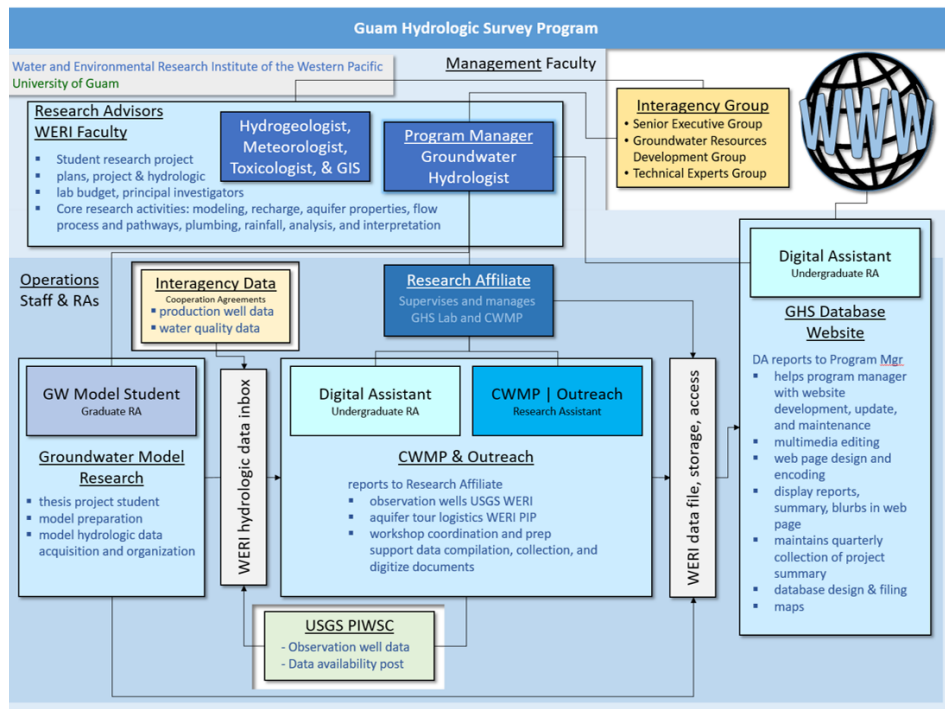 Guam Hydrologic Survey Program
Water and Environmental Research Institute of the Western Pacific
University of Guam
Management Faculty
Research Advisors
WERI Faculty
▪ Student research project
▪ plans, project & hydrologic
▪ lab budget, principal investigators
▪ Core research activities: modeling, recharge, aquifer properties, flow
process and pathways, plumbing, rainfall, analysis, and interpretation
Hydrogeologist,
Meteorologist,
Toxicologist, & GIS
Program Manager
Groundwater
Hydrologist
Interagency Group
• Senior Executive Group
• Groundwater Resources
Development Group
• Technical Experts Group
WWW
Operations
Staff & RAs
Interagency Data
Cooperation Agreements
▪ production well data
▪ water quality data
Research Affiliate
Supervises and manages
GHS Lab and CWMP
Digital Assistant
Undergraduate RA
GHS Database
Website
DA reports to Program Mgr
▪ helps program manager
with website
development, update,
and maintenance
▪ multimedia editing
▪ web page design and
encoding
▪ display reports,
summary, blurbs in web
page
▪ maintains quarterly
collection of project
summary
▪ database design & filing
▪ maps
GW Model Student
Graduate RA
Groundwater Model
Research
▪ thesis project student
▪ model preparation
▪ model hydrologic data
acquisition and organization
WERI hydrologic data inbox
Digital Assistant
Undergraduate RA
CWMP | Outreach
Research Assistant
CWMP & Outreach
reports to Research Affiliate
▪ observation wells USGS WERI
▪ aquifer tour logistics WERI PIP
▪ workshop coordination and prep
support data compilation, collection, and
digitize documents
WERI data file, storage, access
USGS PIWSC
- Observation well data
- Data availability post